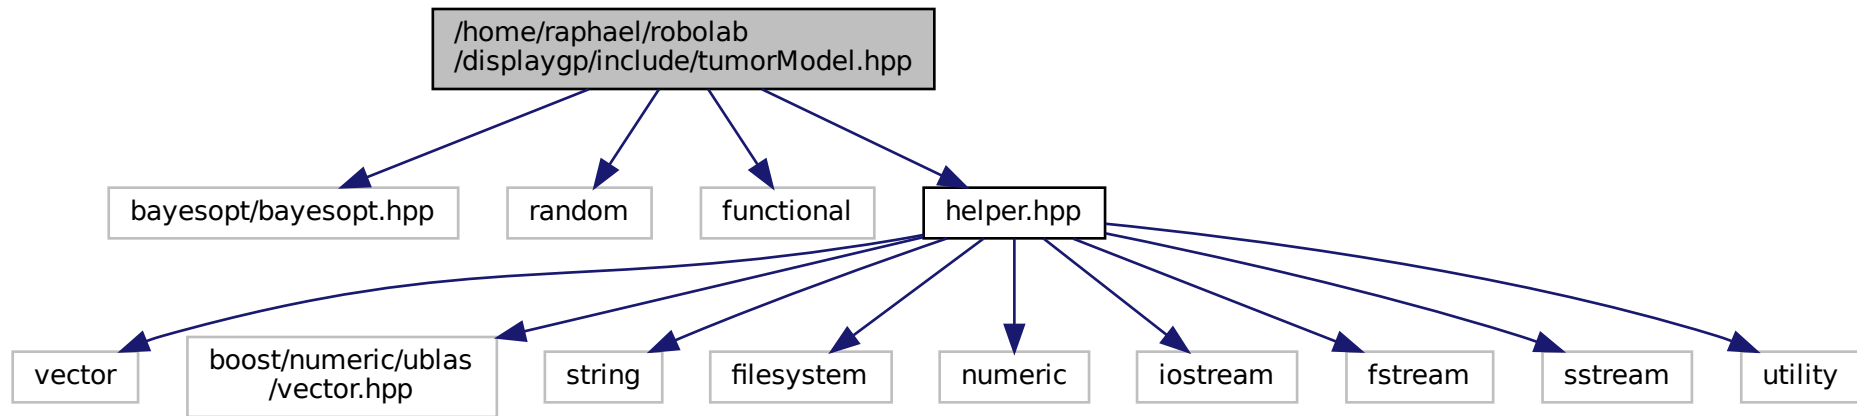 /home/raphael/robolab
/displaygp/include/tumorModel.hpp
bayesopt/bayesopt.hpp
random
functional
helper.hpp
vector
boost/numeric/ublas
/vector.hpp
string
filesystem
numeric
iostream
fstream
sstream
utility